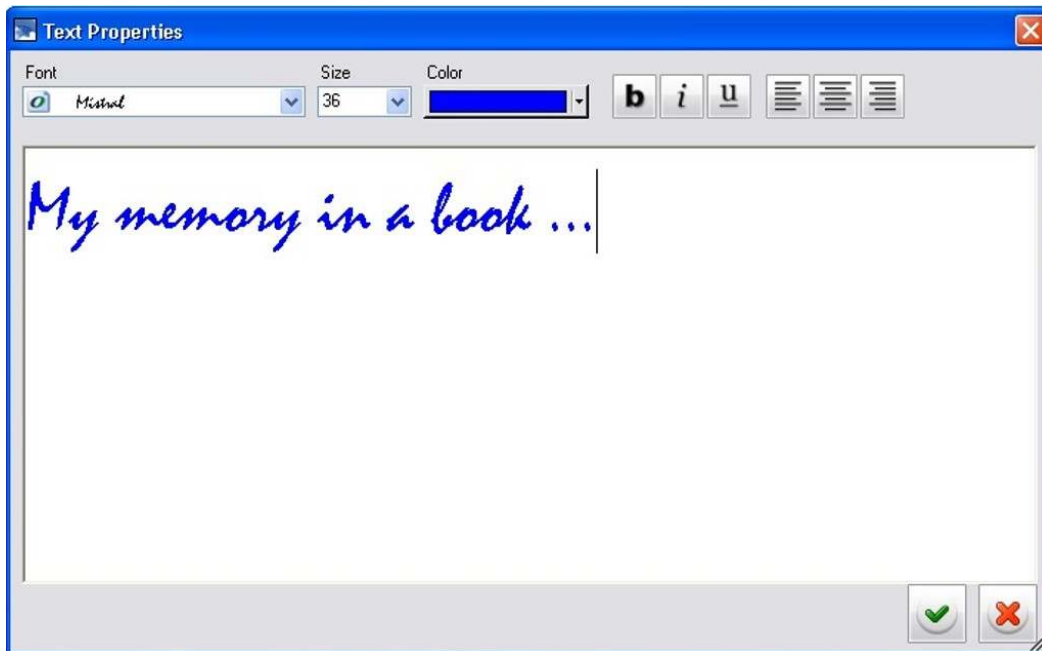 Text Properties
Font Size Color
Mistral 36 b i u
My memory in a book ...